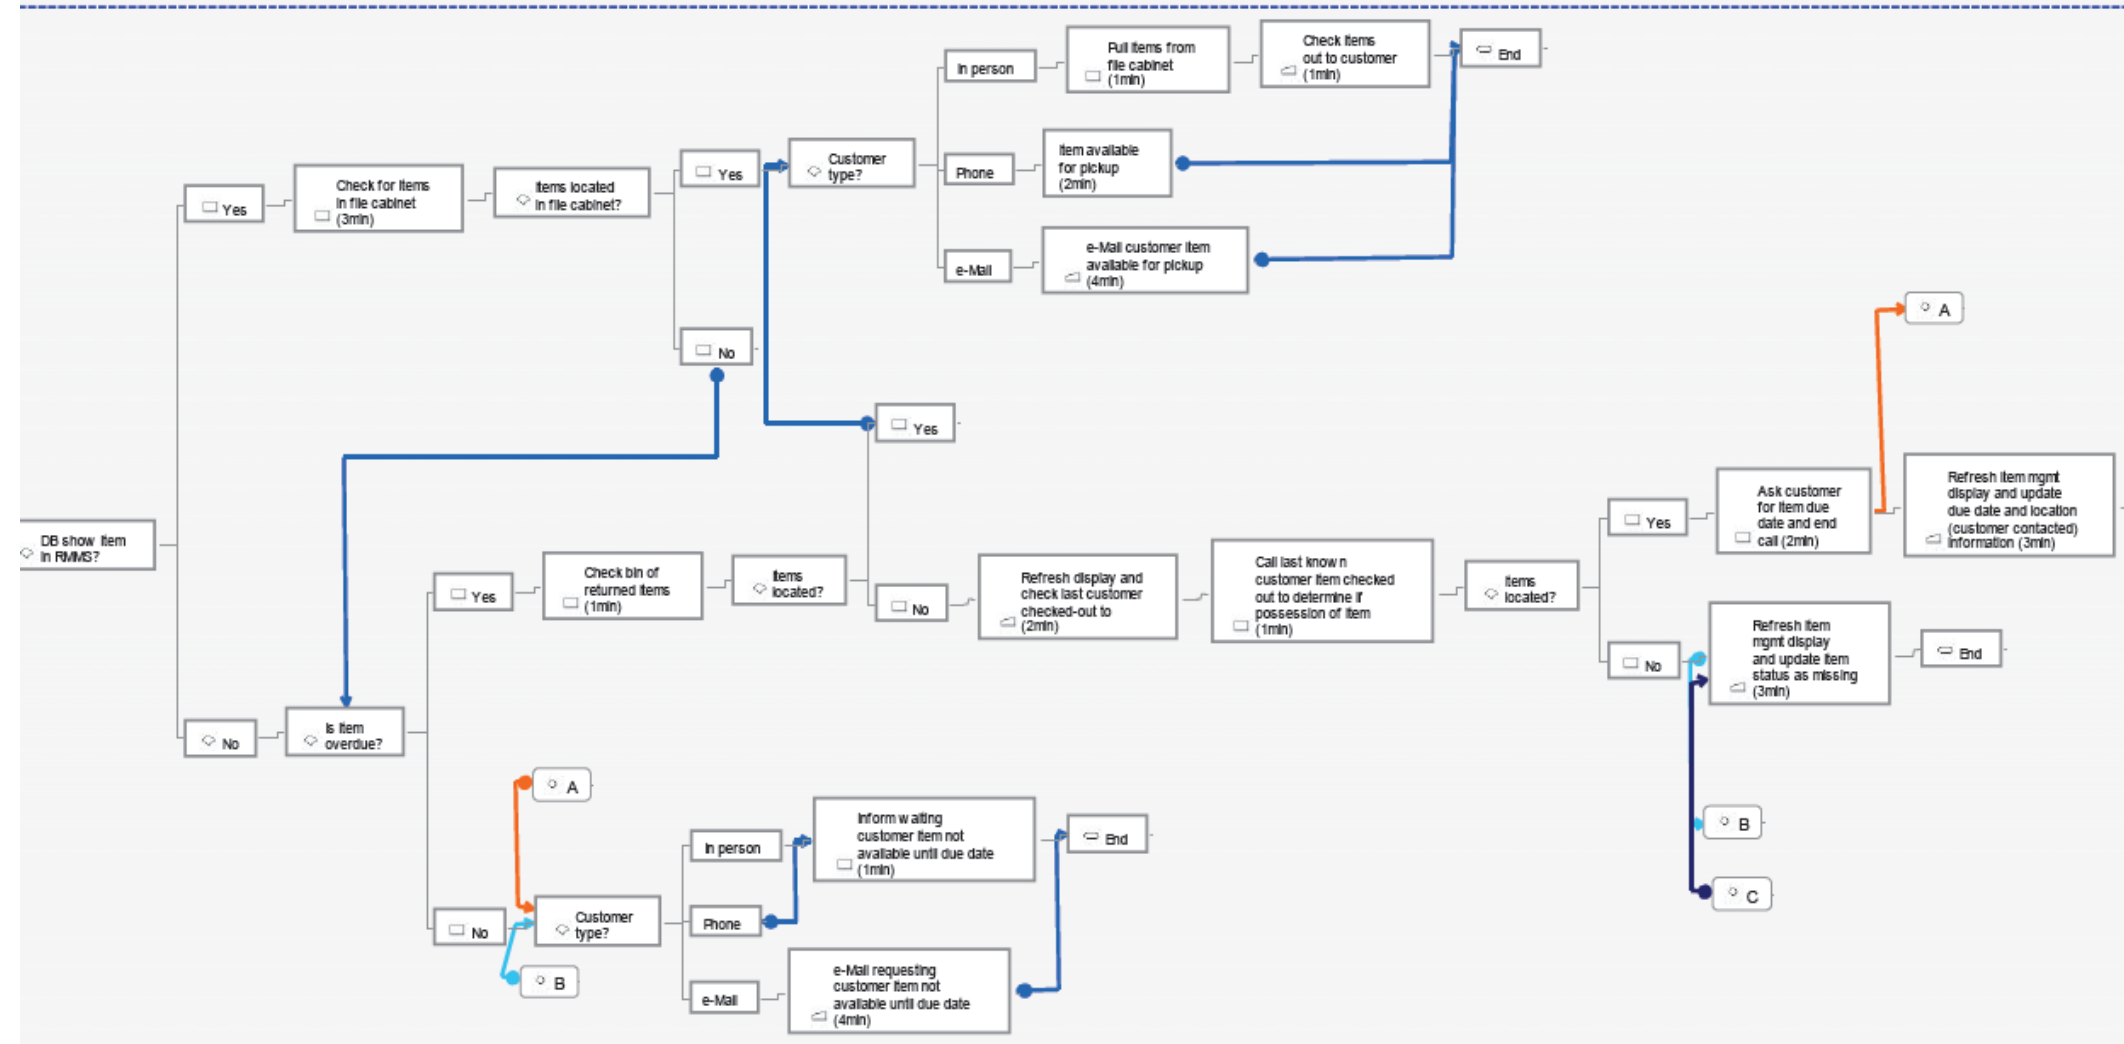 In person
Pull items from
file cabinet
(1min)
Check items
out to customer
(1min)
End
Phone
Item available
for pickup
(2min)
e-Mail
e-Mail customer item
available for pickup
(4min)
Yes
Check for items
in file cabinet
(3min)
Items located
in file cabinet?
Yes
Customer
type?
No
A
Yes
DB show item
in RMMS?
Yes
Check bin of
returned items
(1min)
Items
located?
No
Refresh display and
check last customer
checked-out to
(2min)
Call last known
customer item checked
out to determine if
possession of item
(1min)
Items
located?
Yes
Ask customer
for item due
date and end
call (2min)
Refresh item mgmt
display and update
due date and location
(customer contacted)
information (3min)
No
Refresh item
mgmt display
and update item
status as missing
(3min)
End
No
Is item
overdue?
A
In person
Inform waiting
customer item not
available until due date
(1min)
End
B
C
No
Customer
type?
Phone
B
e-Mail
e-Mail requesting
customer item not
available until due date
(4min)